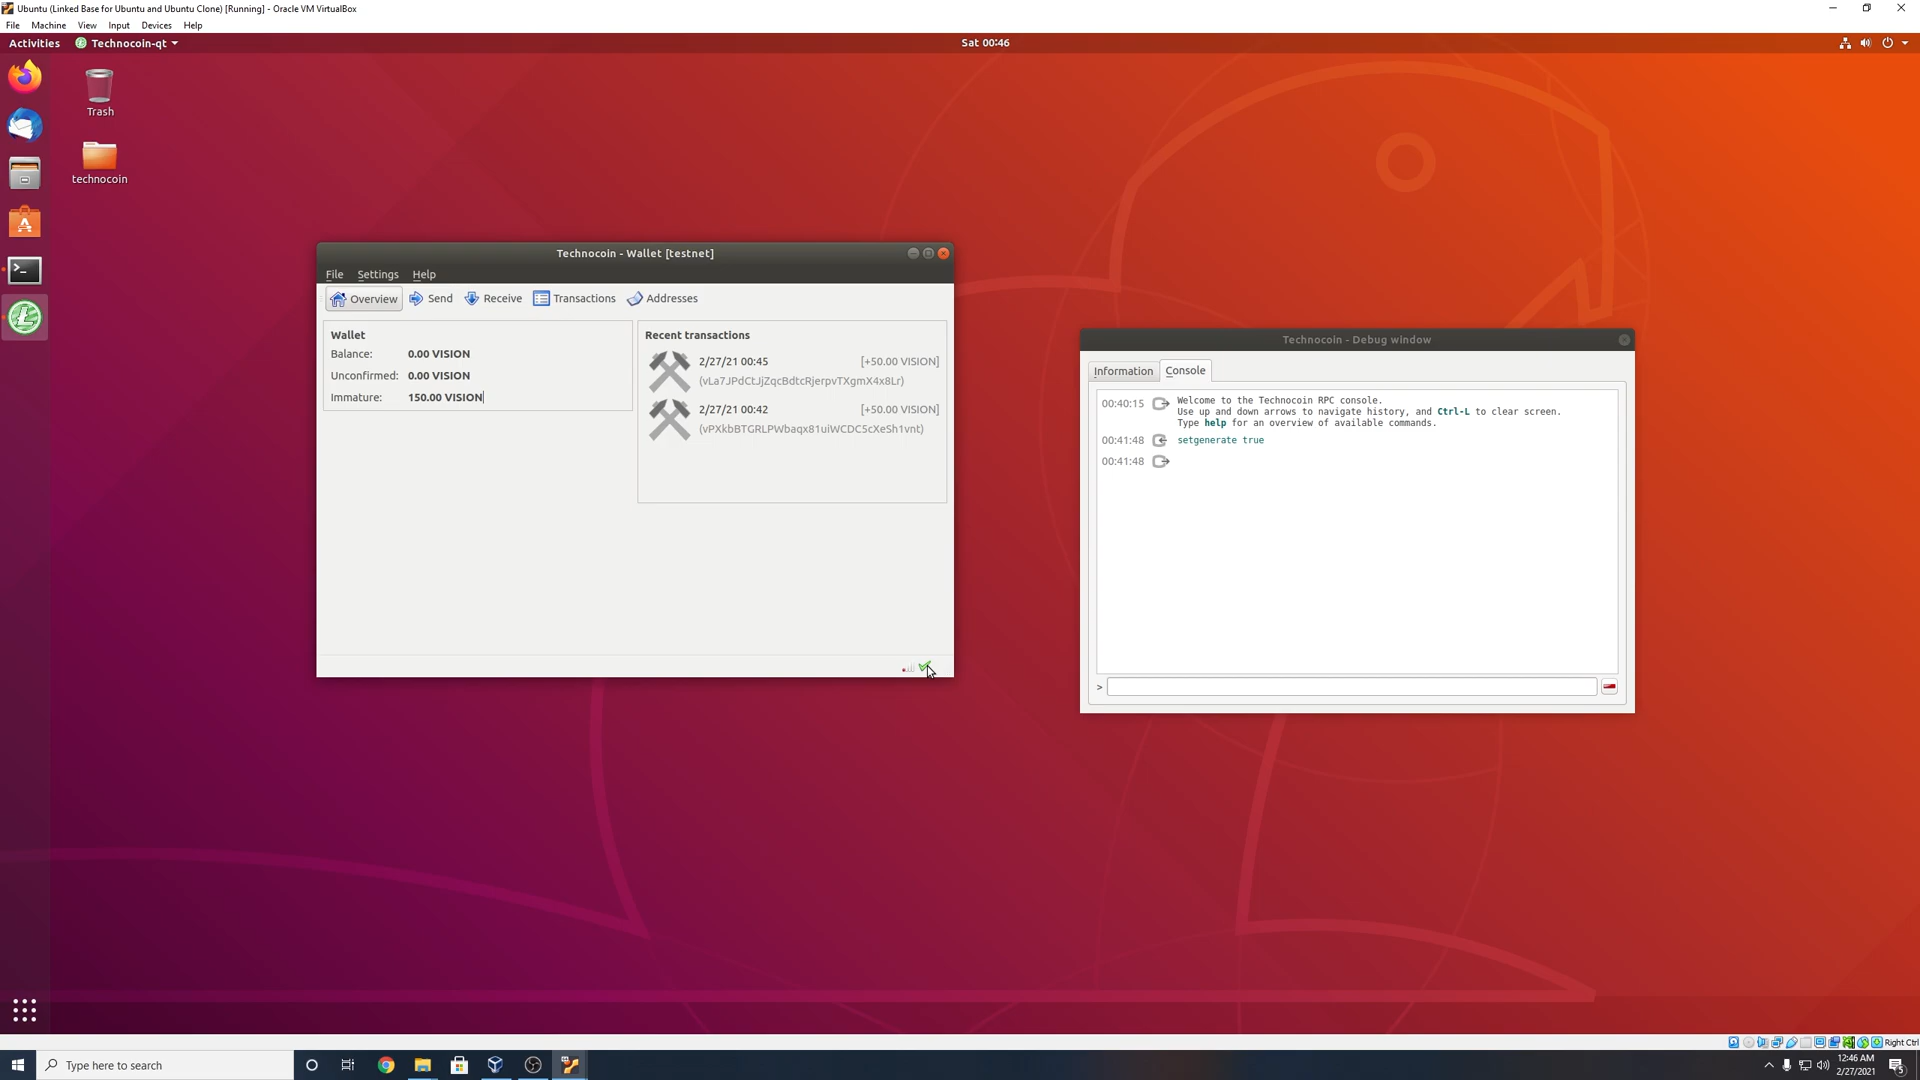 Ubuntu (Linked Base for Ubuntu and Ubuntu Clone) [Running] - Oracle VM VirtualBox
File Machine View Input Devices Help
Activities Technocoin-qt Sat 00:46
Trash
technocoin
Technocoin - Wallet [testnet]
File Settings Help
Overview Send Receive Transactions Addresses
Wallet
Balance: 0.00 VISION
Unconfirmed: 0.00 VISION
Immature: 150.00 VISION
Recent transactions
2/27/21 00:45 [+50.00 VISION]
(vLa7JPdCtJjZqcBdtcRjerpvTXgmX4x8Lr)
2/27/21 00:42 [+50.00 VISION]
(vPXkbBTGRLPWbaqx81uiWCDC5cXeSh1vnt)
Technocoin - Debug window
Information Console
00:40:15 Welcome to the Technocoin RPC console.
Use up and down arrows to navigate history, and Ctrl-L to clear screen.
Type help for an overview of available commands.
00:41:48 setgenerate true
00:41:48
>
Right Ctrl
Type here to search
12:46 AM
2/27/2021
5